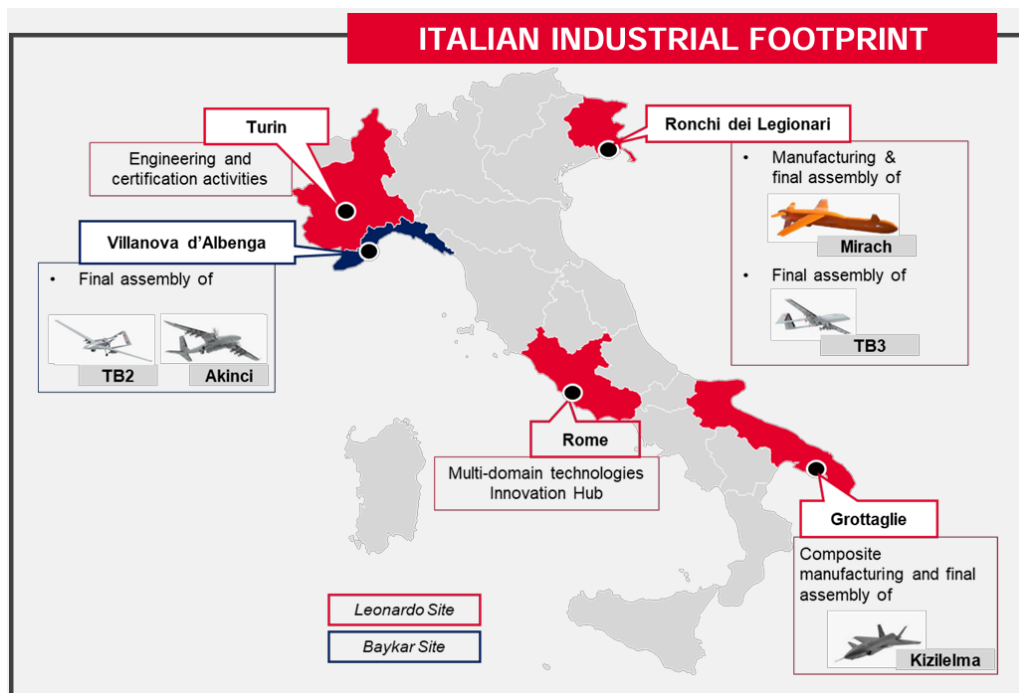 ITALIAN INDUSTRIAL FOOTPRINT
Turin
Engineering and
certification activities
Villanova d'Albenga
• Final assembly of
TB2
Akinci
Ronchi dei Legionari
• Manufacturing &
final assembly of
Mirach
• Final assembly of
TB3
Rome
Multi-domain technologies
Innovation Hub
Grottaglie
Composite
manufacturing and final
assembly of
Kizilelma
Leonardo Site
Baykar Site